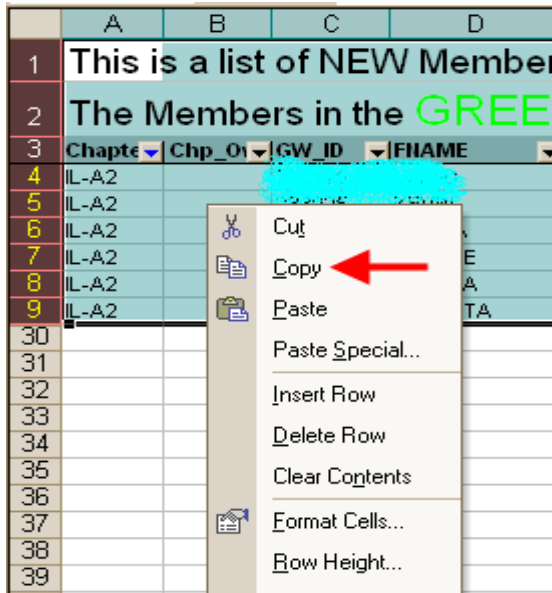 A B C D
1 This is a list of NEW Member
2 The Members in the GREE
3 Chapte Chp_Ov GW_ID FNAME
4 IL-A2
5 IL-A2
6 IL-A2 A
7 IL-A2 E
8 IL-A2 A
9 IL-A2 TA
30
31
32
33
34
35
36
37
38
39
Cut
Copy
Paste
Paste Special...
Insert Row
Delete Row
Clear Contents
Format Cells...
Row Height...